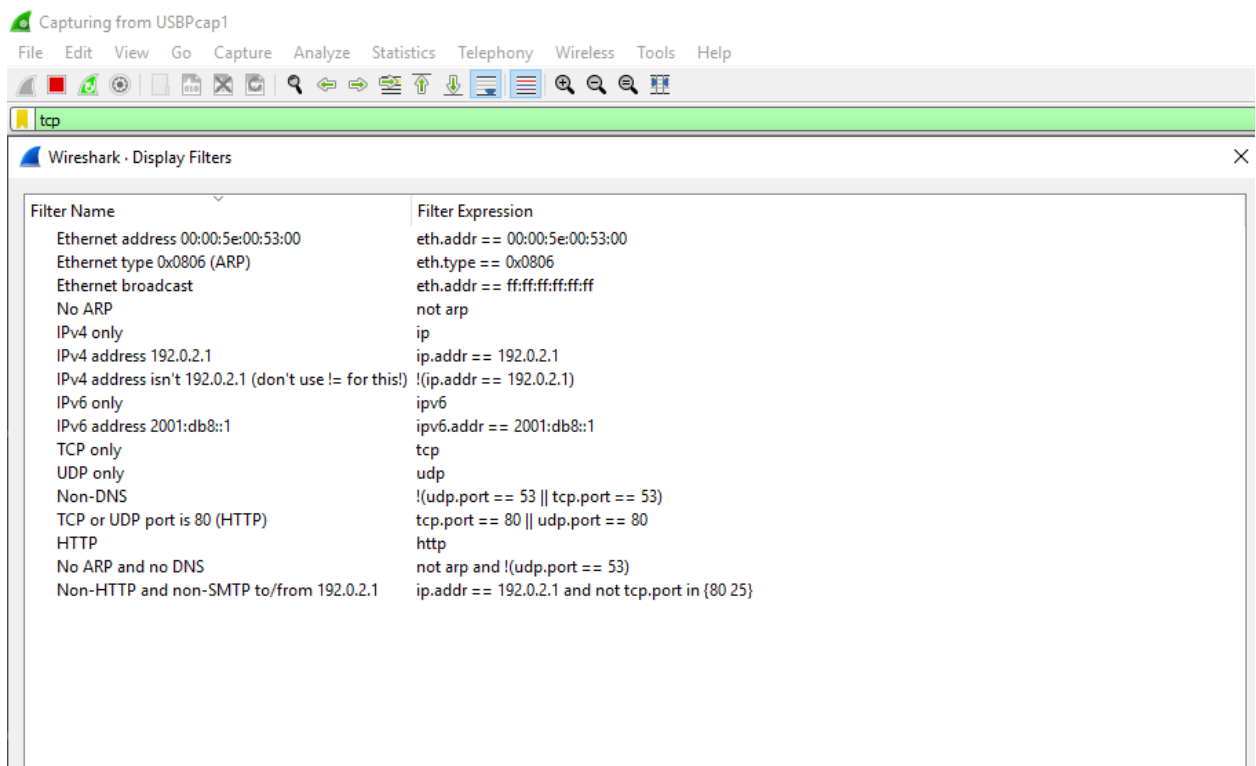 Capturing from USBPcap1
File Edit View Go Capture Analyze Statistics Telephony Wireless Tools Help
tcp
Wireshark · Display Filters
Filter Name Filter Expression
Ethernet address 00:00:5e:00:53:00 eth.addr == 00:00:5e:00:53:00
Ethernet type 0x0806 (ARP) eth.type == 0x0806
Ethernet broadcast eth.addr == ff:ff:ff:ff:ff:ff
No ARP not arp
IPv4 only ip
IPv4 address 192.0.2.1 ip.addr == 192.0.2.1
IPv4 address isn't 192.0.2.1 (don't use != for this!) !(ip.addr == 192.0.2.1)
IPv6 only ipv6
IPv6 address 2001:db8::1 ipv6.addr == 2001:db8::1
TCP only tcp
UDP only udp
Non-DNS !(udp.port == 53 || tcp.port == 53)
TCP or UDP port is 80 (HTTP) tcp.port == 80 || udp.port == 80
HTTP http
No ARP and no DNS not arp and !(udp.port == 53)
Non-HTTP and non-SMTP to/from 192.0.2.1 ip.addr == 192.0.2.1 and not tcp.port in {80 25}